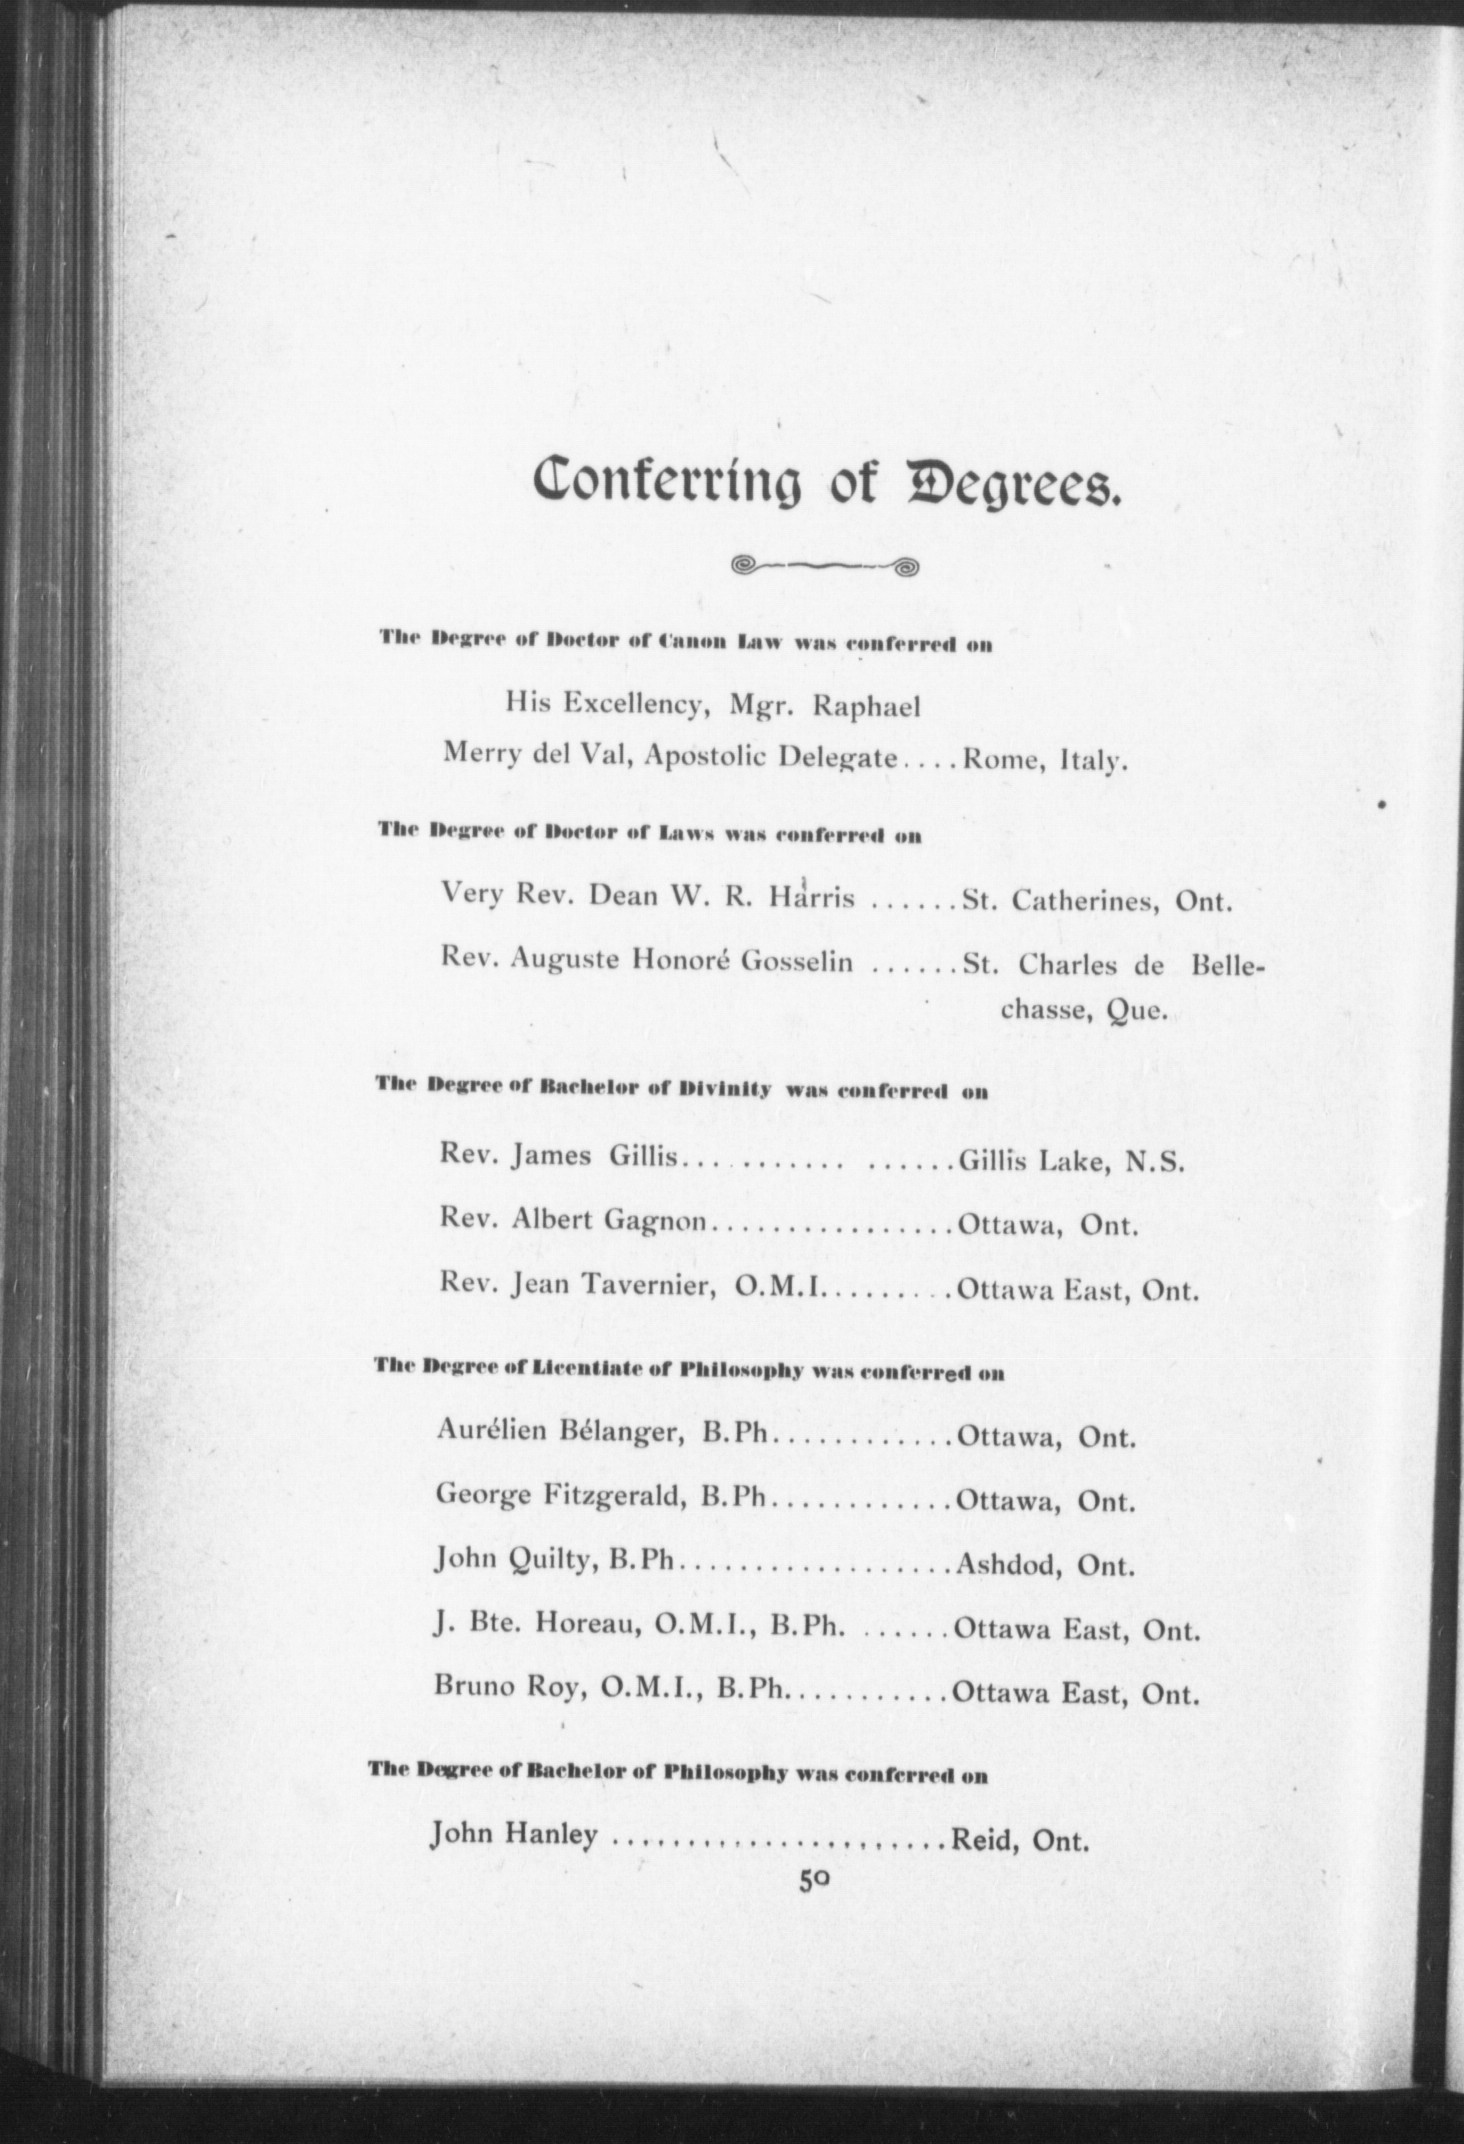 Conferring of Degrees.
The Degree of Doctor of Canon Law was conferred on
His Excellency, Mgr. Raphael
Merry del Val, Apostolic Delegate....Rome, Italy.
The Degree of Doctor of Laws was conferred on
Very Rev. Dean W. R. Harris ......St. Catherines, Ont.
Rev. Auguste Honoré Gosselin ......St. Charles de Belle-
chasse, Que.
The Degree of Bachelor of Divinity was conferred on
Rev. James Gillis........... ......Gillis Lake, N.S.
Rev. Albert Gagnon................Ottawa, Ont.
Rev. Jean Tavernier, O.M.I.........Ottawa East, Ont.
The Degree of Licentiate of Philosophy was conferred on
Aurélien Bélanger, B.Ph............Ottawa, Ont.
George Fitzgerald, B.Ph............Ottawa, Ont.
John Quilty, B.Ph..................Ashdod, Ont.
J. Bte. Horeau, O.M.I., B.Ph. ......Ottawa East, Ont.
Bruno Roy, O.M.I., B.Ph...........Ottawa East, Ont.
The Degree of Bachelor of Philosophy was conferred on
John Hanley ......................Reid, Ont.
50